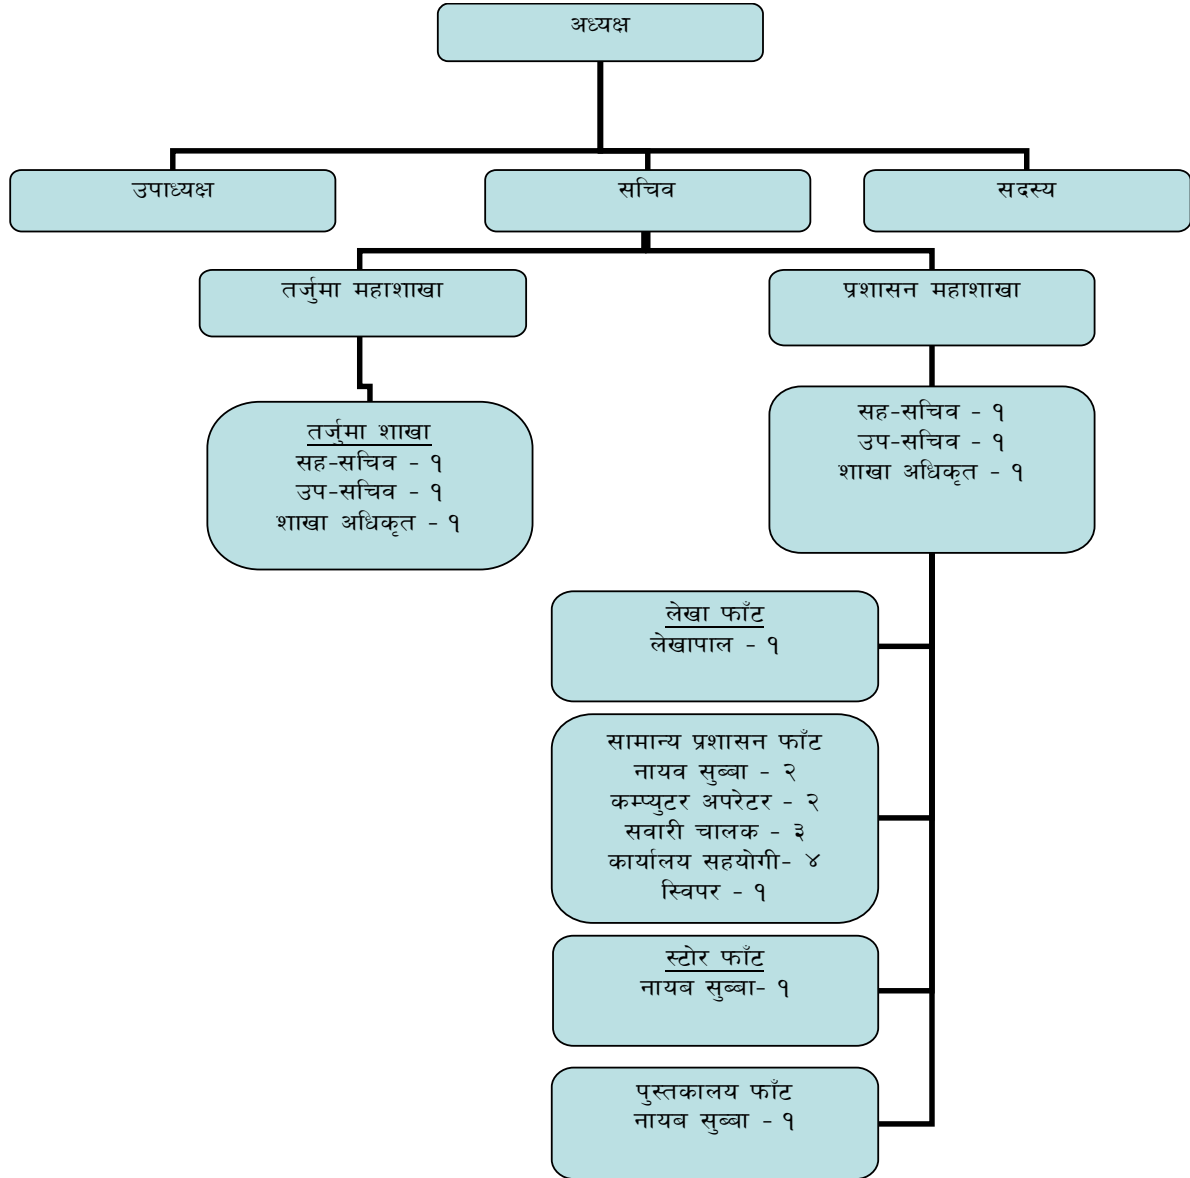 अध्यक्ष
उपाध्यक्ष
सचिव
सदस्य
तर्जुमा महाशाखा
प्रशासन महाशाखा
तर्जुमा शाखा
सह-सचिव - १
उप-सचिव - १
शाखा अधिकृत - १
सह-सचिव - १
उप-सचिव - १
शाखा अधिकृत - १
लेखा फाँट
लेखापाल - १
सामान्य प्रशासन फाँट
नायव सुब्बा - २
कम्प्युटर अपरेटर - २
सवारी चालक - ३
कार्यालय सहयोगी- ४
स्विपर - १
स्टोर फाँट
नायब सुब्बा- १
पुस्तकालय फाँट
नायब सुब्बा - १